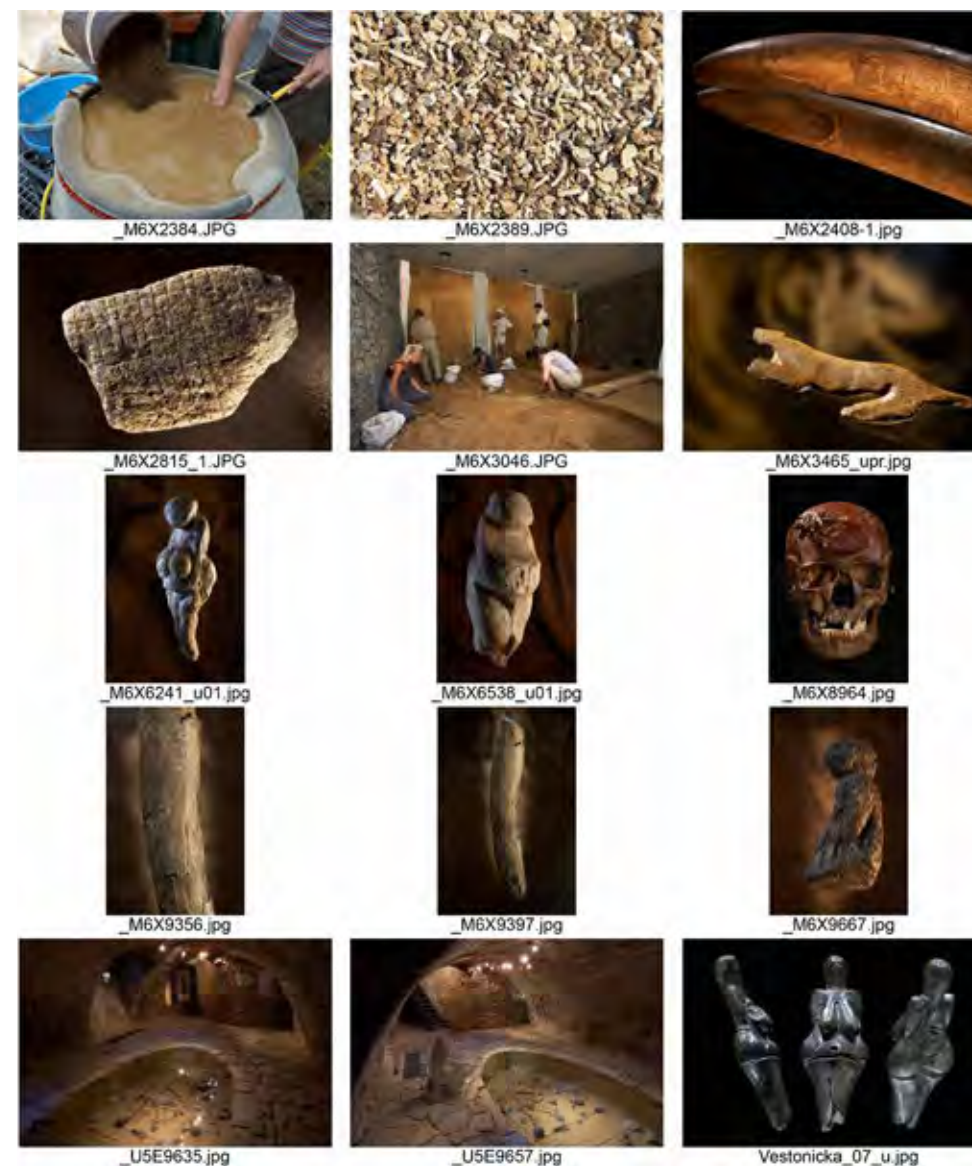 _M6X2384.JPG
_M6X2389.JPG
_M6X2408-1.jpg
_M6X2815_1.JPG
_M6X3046.JPG
_M6X3465_upr.jpg
_M6X6241_u01.jpg
_M6X6538_u01.jpg
_M6X8964.jpg
_M6X9356.jpg
_M6X9397.jpg
_M6X9667.jpg
_U5E9635.jpg
_U5E9657.jpg
Vestonicka_07_u.jpg